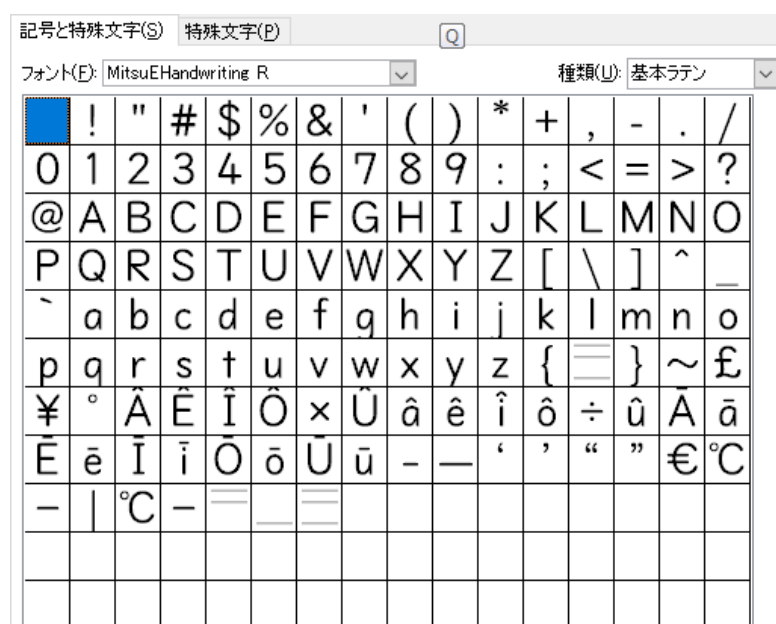 記号と特殊文字(S) 特殊文字(P)
Q
フォント(F): MitsuEHandwriting R 種類(U): 基本ラテン
! " # $ % & ' ( ) * + , - . /
0 1 2 3 4 5 6 7 8 9 : ; < = > ?
@ A B C D E F G H I J K L M N O
P Q R S T U V W X Y Z [ \ ] ^ _
` a b c d e f g h i j k l m n o
p q r s t u v w x y z { } ~ £
¥ ° Â Ê Î Ô × Û â ê î ô ÷ û Ā ā
Ē ē Ī ī Ō ō Ū ū – — ‘ ’ “ ” € ℃
− | ℃ −